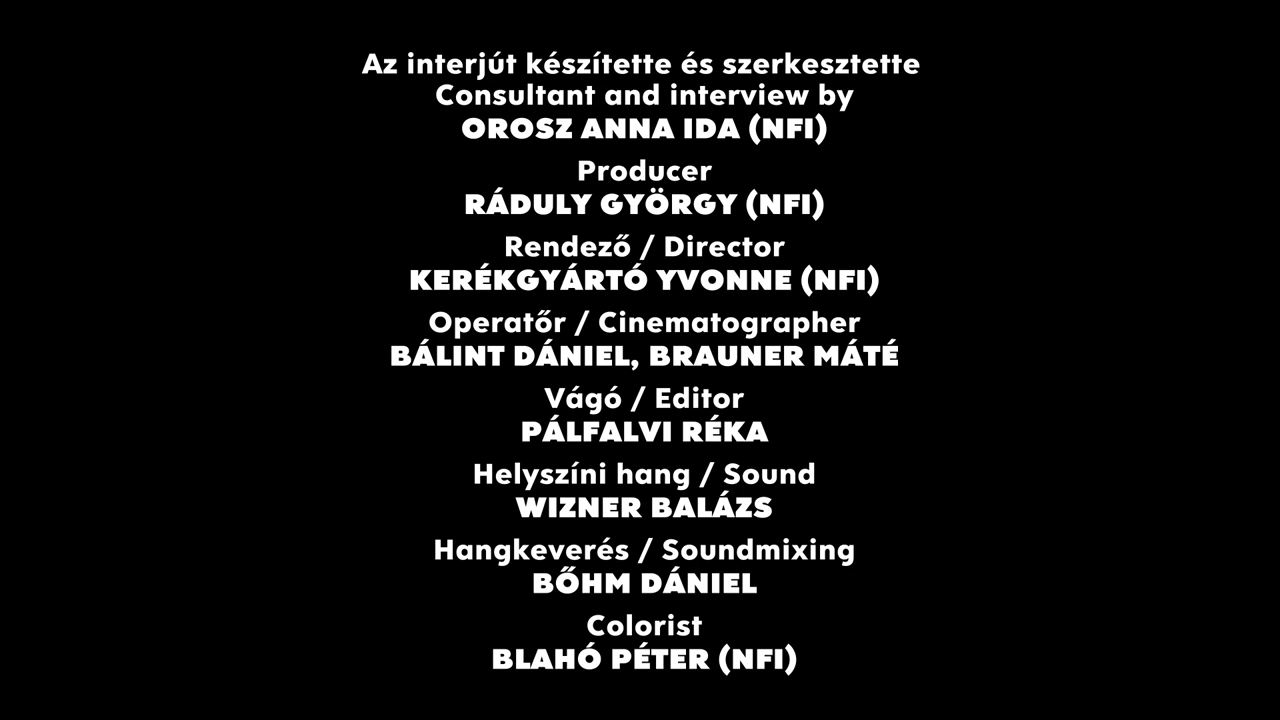 Az interjút készítette és szerkesztette
Consultant and interview by
OROSZ ANNA IDA (NFI)
Producer
RÁDULY GYÖRGY (NFI)
Rendező / Director
KERÉKGYÁRTÓ YVONNE (NFI)
Operatőr / Cinematographer
BÁLINT DÁNIEL, BRAUNER MÁTÉ
Vágó / Editor
PÁLFALVI RÉKA
Helyszíni hang / Sound
WIZNER BALÁZS
Hangkeverés / Soundmixing
BŐHM DÁNIEL
Colorist
BLAHÓ PÉTER (NFI)